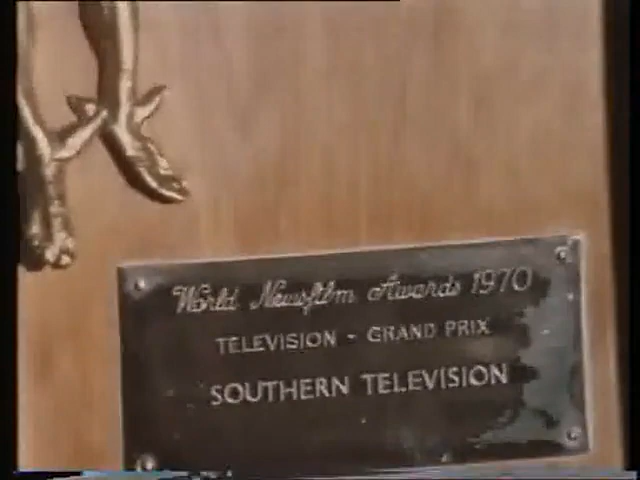 World Newsfilm Awards 1970
TELEVISION - GRAND PRIX
SOUTHERN TELEVISION